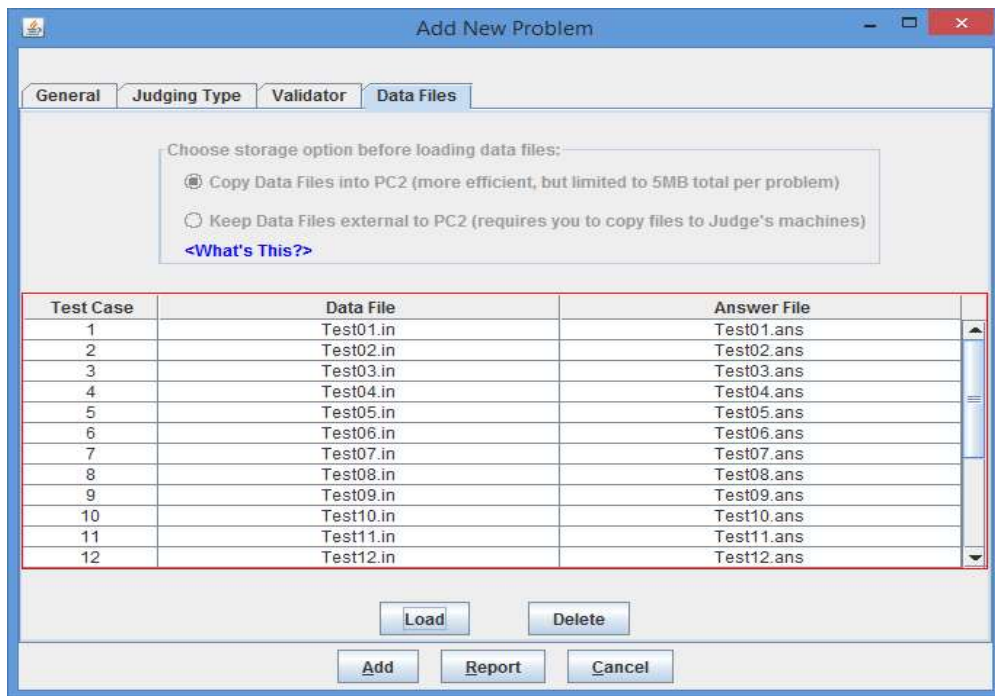 Add New Problem
General Judging Type Validator Data Files
Choose storage option before loading data files:
Copy Data Files into PC2 (more efficient, but limited to 5MB total per problem)
Keep Data Files external to PC2 (requires you to copy files to Judge's machines)
<What's This?>
Test Case Data File Answer File
1 Test01.in Test01.ans
2 Test02.in Test02.ans
3 Test03.in Test03.ans
4 Test04.in Test04.ans
5 Test05.in Test05.ans
6 Test06.in Test06.ans
7 Test07.in Test07.ans
8 Test08.in Test08.ans
9 Test09.in Test09.ans
10 Test10.in Test10.ans
11 Test11.in Test11.ans
12 Test12.in Test12.ans
Load Delete
Add Report Cancel